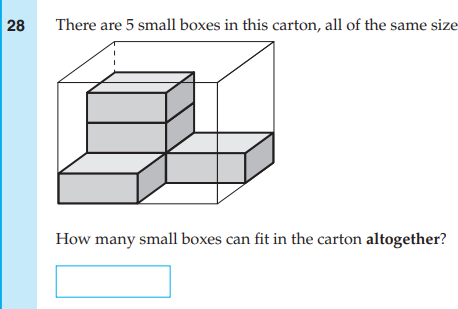 28 There are 5 small boxes in this carton, all of the same size
How many small boxes can fit in the carton altogether?